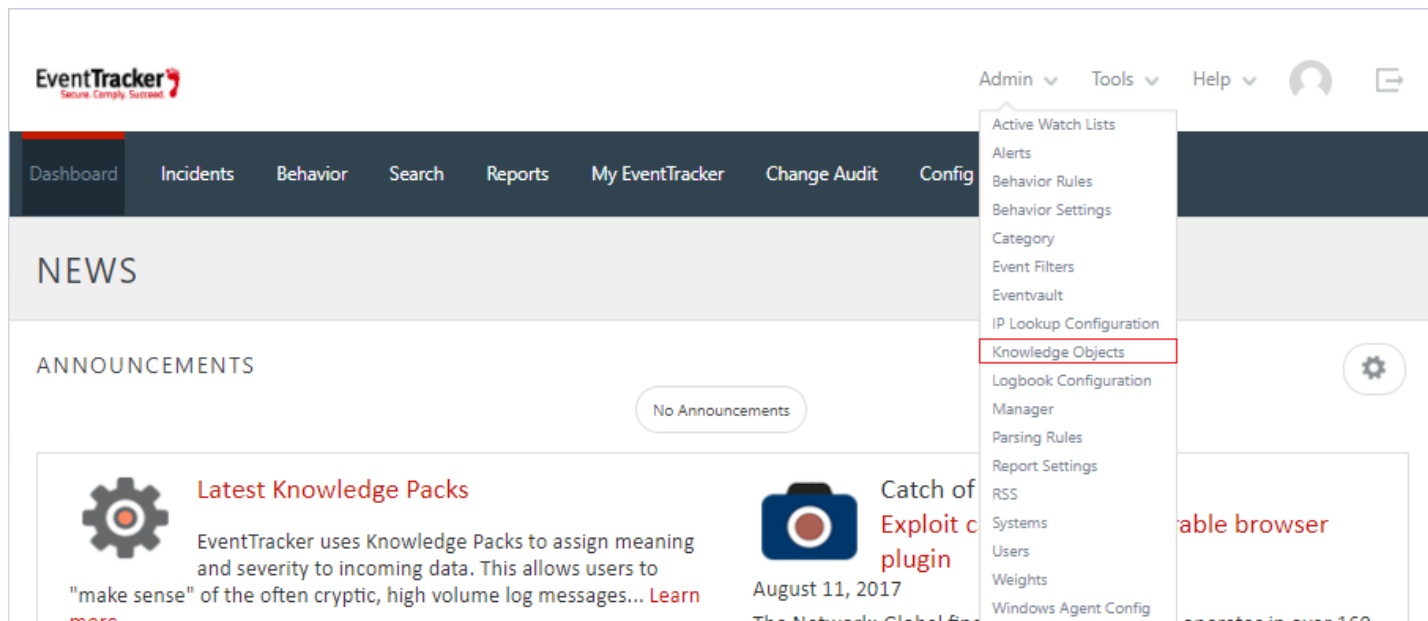 EventTracker
Secure. Comply. Succeed.
Admin Tools Help
Dashboard Incidents Behavior Search Reports My EventTracker Change Audit Config
Active Watch Lists
Alerts
Behavior Rules
Behavior Settings
Category
Event Filters
Eventvault
IP Lookup Configuration
Knowledge Objects
Logbook Configuration
Manager
Parsing Rules
Report Settings
RSS
Systems
Users
Weights
Windows Agent Config
NEWS
ANNOUNCEMENTS
No Announcements
Latest Knowledge Packs
EventTracker uses Knowledge Packs to assign meaning
and severity to incoming data. This allows users to
"make sense" of the often cryptic, high volume log messages... Learn
more
Catch of
Exploit c rable browser
plugin
August 11, 2017